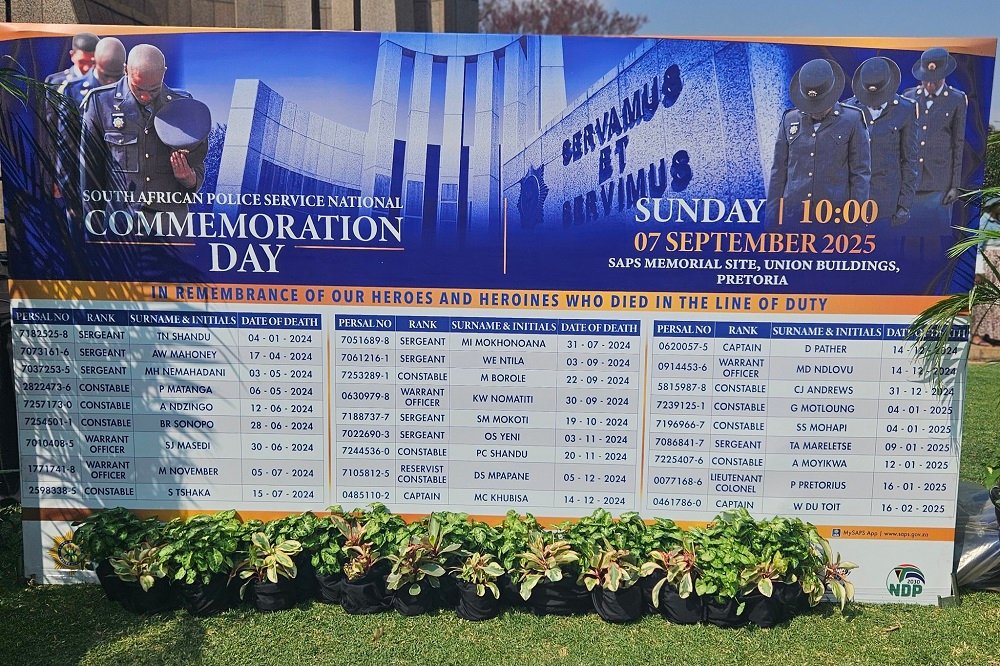 SERVAMUS
ET
SERVIMUS
SOUTH AFRICAN POLICE SERVICE NATIONAL
COMMEMORATION
DAY
SUNDAY | 10:00
07 SEPTEMBER 2025
SAPS MEMORIAL SITE, UNION BUILDINGS,
PRETORIA
IN REMEMBRANCE OF OUR HEROES AND HEROINES WHO DIED IN THE LINE OF DUTY
PERSAL NO RANK SURNAME & INITIALS DATE OF DEATH
7182525-8 SERGEANT TN SHANDU 04 - 01 - 2024
7073161-6 SERGEANT AW MAHONEY 17 - 04 - 2024
7037253-5 SERGEANT MH NEMAHADANI 03 - 05 - 2024
2822473-6 CONSTABLE P MATANGA 06 - 05 - 2024
7257173-0 CONSTABLE A NDZINGO 12 - 06 - 2024
7254501-1 CONSTABLE BR SONOPO 28 - 06 - 2024
7010408-5 WARRANT OFFICER SJ MASEDI 30 - 06 - 2024
1771741-8 WARRANT OFFICER M NOVEMBER 05 - 07 - 2024
2598338-5 CONSTABLE S TSHAKA 15 - 07 - 2024
PERSAL NO RANK SURNAME & INITIALS DATE OF DEATH
7051689-8 SERGEANT MI MOKHONOANA 31 - 07 - 2024
7061216-1 SERGEANT WE NTILA 03 - 09 - 2024
7253289-1 CONSTABLE M BOROLE 22 - 09 - 2024
0630979-8 WARRANT OFFICER KW NOMATITI 30 - 09 - 2024
7188737-7 SERGEANT SM MOKOTI 19 - 10 - 2024
7022690-3 SERGEANT OS YENI 03 - 11 - 2024
7244536-0 CONSTABLE PC SHANDU 20 - 11 - 2024
7105812-5 RESERVIST CONSTABLE DS MPAPANE 05 - 12 - 2024
0485110-2 CAPTAIN MC KHUBISA 14 - 12 - 2024
PERSAL NO RANK SURNAME & INITIALS DATE OF DEATH
0620057-5 CAPTAIN D PATHER 14 - 12 - 2024
0914453-6 WARRANT OFFICER MD NDLOVU 14 - 12 - 2024
5815987-8 CONSTABLE CJ ANDREWS 31 - 12 - 2024
7239125-1 CONSTABLE G MOTLOUNG 04 - 01 - 2025
7196966-7 CONSTABLE SS MOHAPI 04 - 01 - 2025
7086841-7 SERGEANT TA MARELETSE 09 - 01 - 2025
7225407-6 CONSTABLE A MOYIKWA 12 - 01 - 2025
0077168-6 LIEUTENANT COLONEL P PRETORIUS 16 - 01 - 2025
0461786-0 CAPTAIN W DU TOIT 16 - 02 - 2025
MySAPS App | www.saps.gov.za
2030
NDP